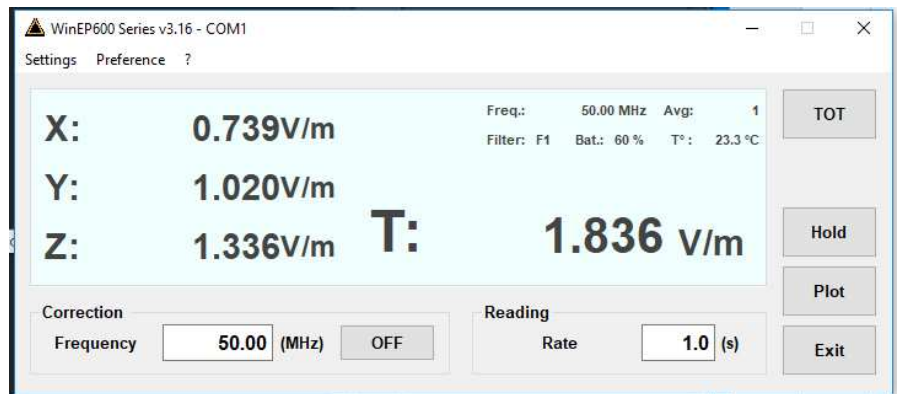 WinEP600 Series v3.16 - COM1
Settings Preference ?
X: 0.739V/m
Freq.: 50.00 MHz Avg: 1
Filter: F1 Bat.: 60 % T°: 23.3 °C
Y: 1.020V/m
Z: 1.336V/m
T: 1.836 V/m
TOT
Hold
Plot
Exit
Correction
Frequency 50.00 (MHz) OFF
Reading
Rate 1.0 (s)